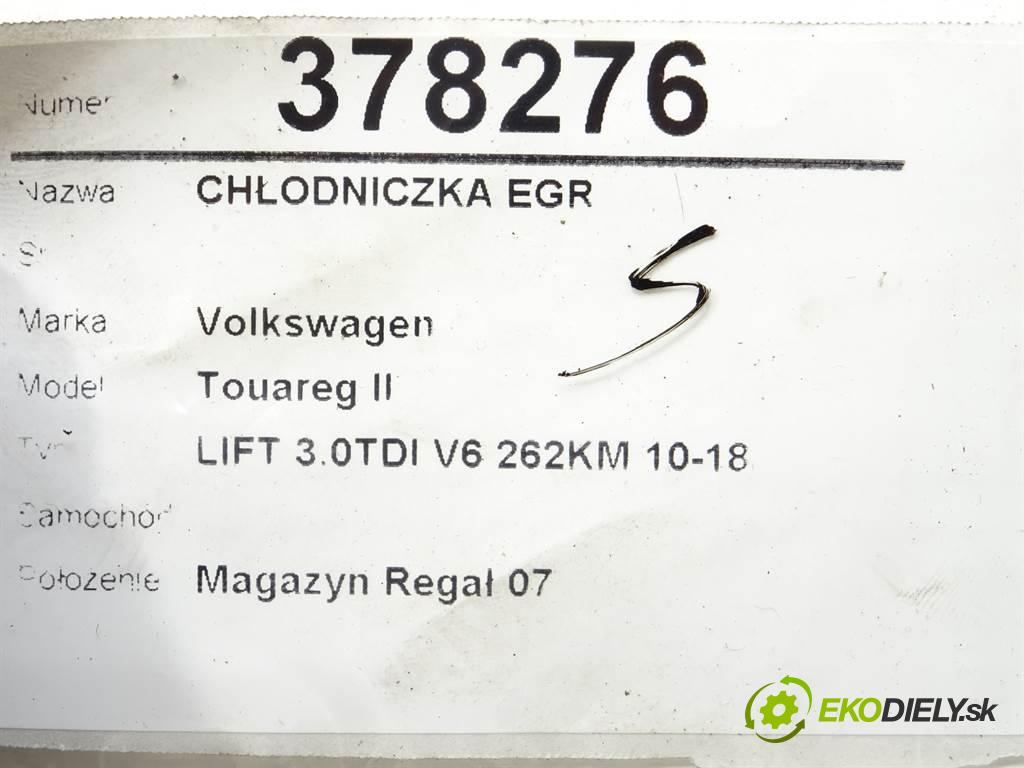 Numer 378276
Nazwa CHŁODNICZKA EGR
S
Marka Volkswagen
Model Touareg II
Typ LIFT 3.0TDI V6 262KM 10-18
Samochód
Położenie Magazyn Regał 07
EKODIELY.sk